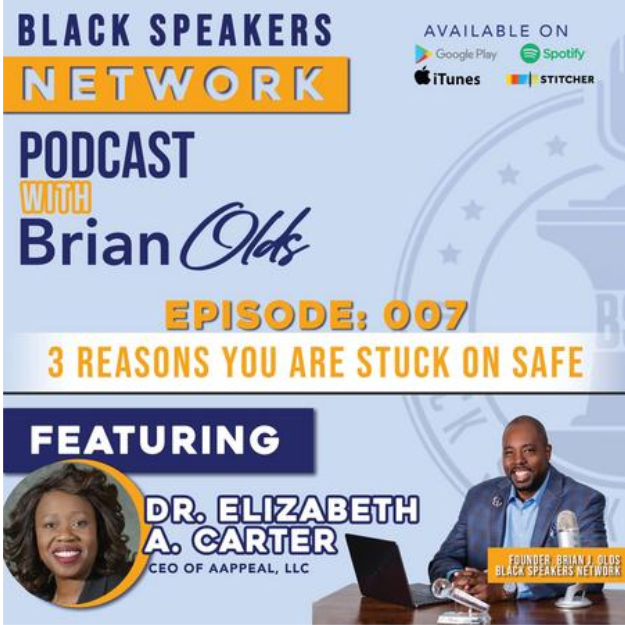 BLACK SPEAKERS
NETWORK
PODCAST
WITH
Brian Olds
AVAILABLE ON
Google Play
Spotify
iTunes
STITCHER
EPISODE: 007
3 REASONS YOU ARE STUCK ON SAFE
FEATURING
DR. ELIZABETH
A. CARTER
CEO OF AAPPEAL, LLC
FOUNDER, BRIAN J. OLDS
BLACK SPEAKERS NETWORK